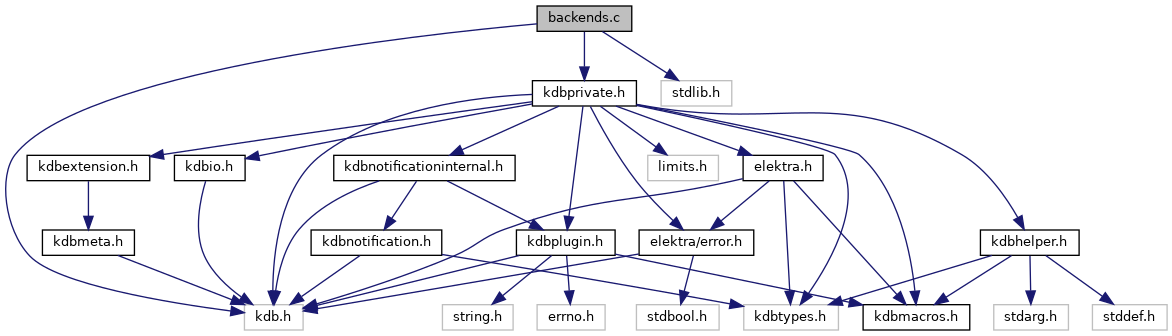 backends.c
kdbprivate.h
stdlib.h
kdbextension.h
kdbio.h
kdbnotificationinternal.h
limits.h
elektra.h
kdbmeta.h
kdbnotification.h
kdbplugin.h
elektra/error.h
kdbhelper.h
kdb.h
string.h
errno.h
stdbool.h
kdbtypes.h
kdbmacros.h
stdarg.h
stddef.h